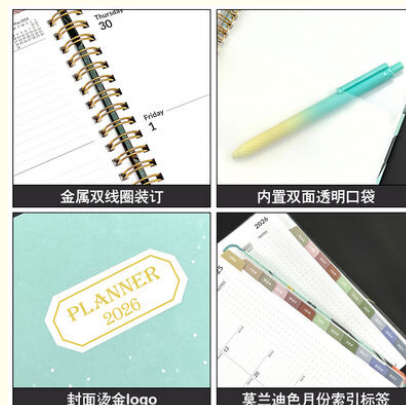 Thursday
30
Friday
1
金属双线圈装订
内置双面透明口袋
PLANNER
2026
封面烫金logo
2026
莫兰迪色月份索引标签